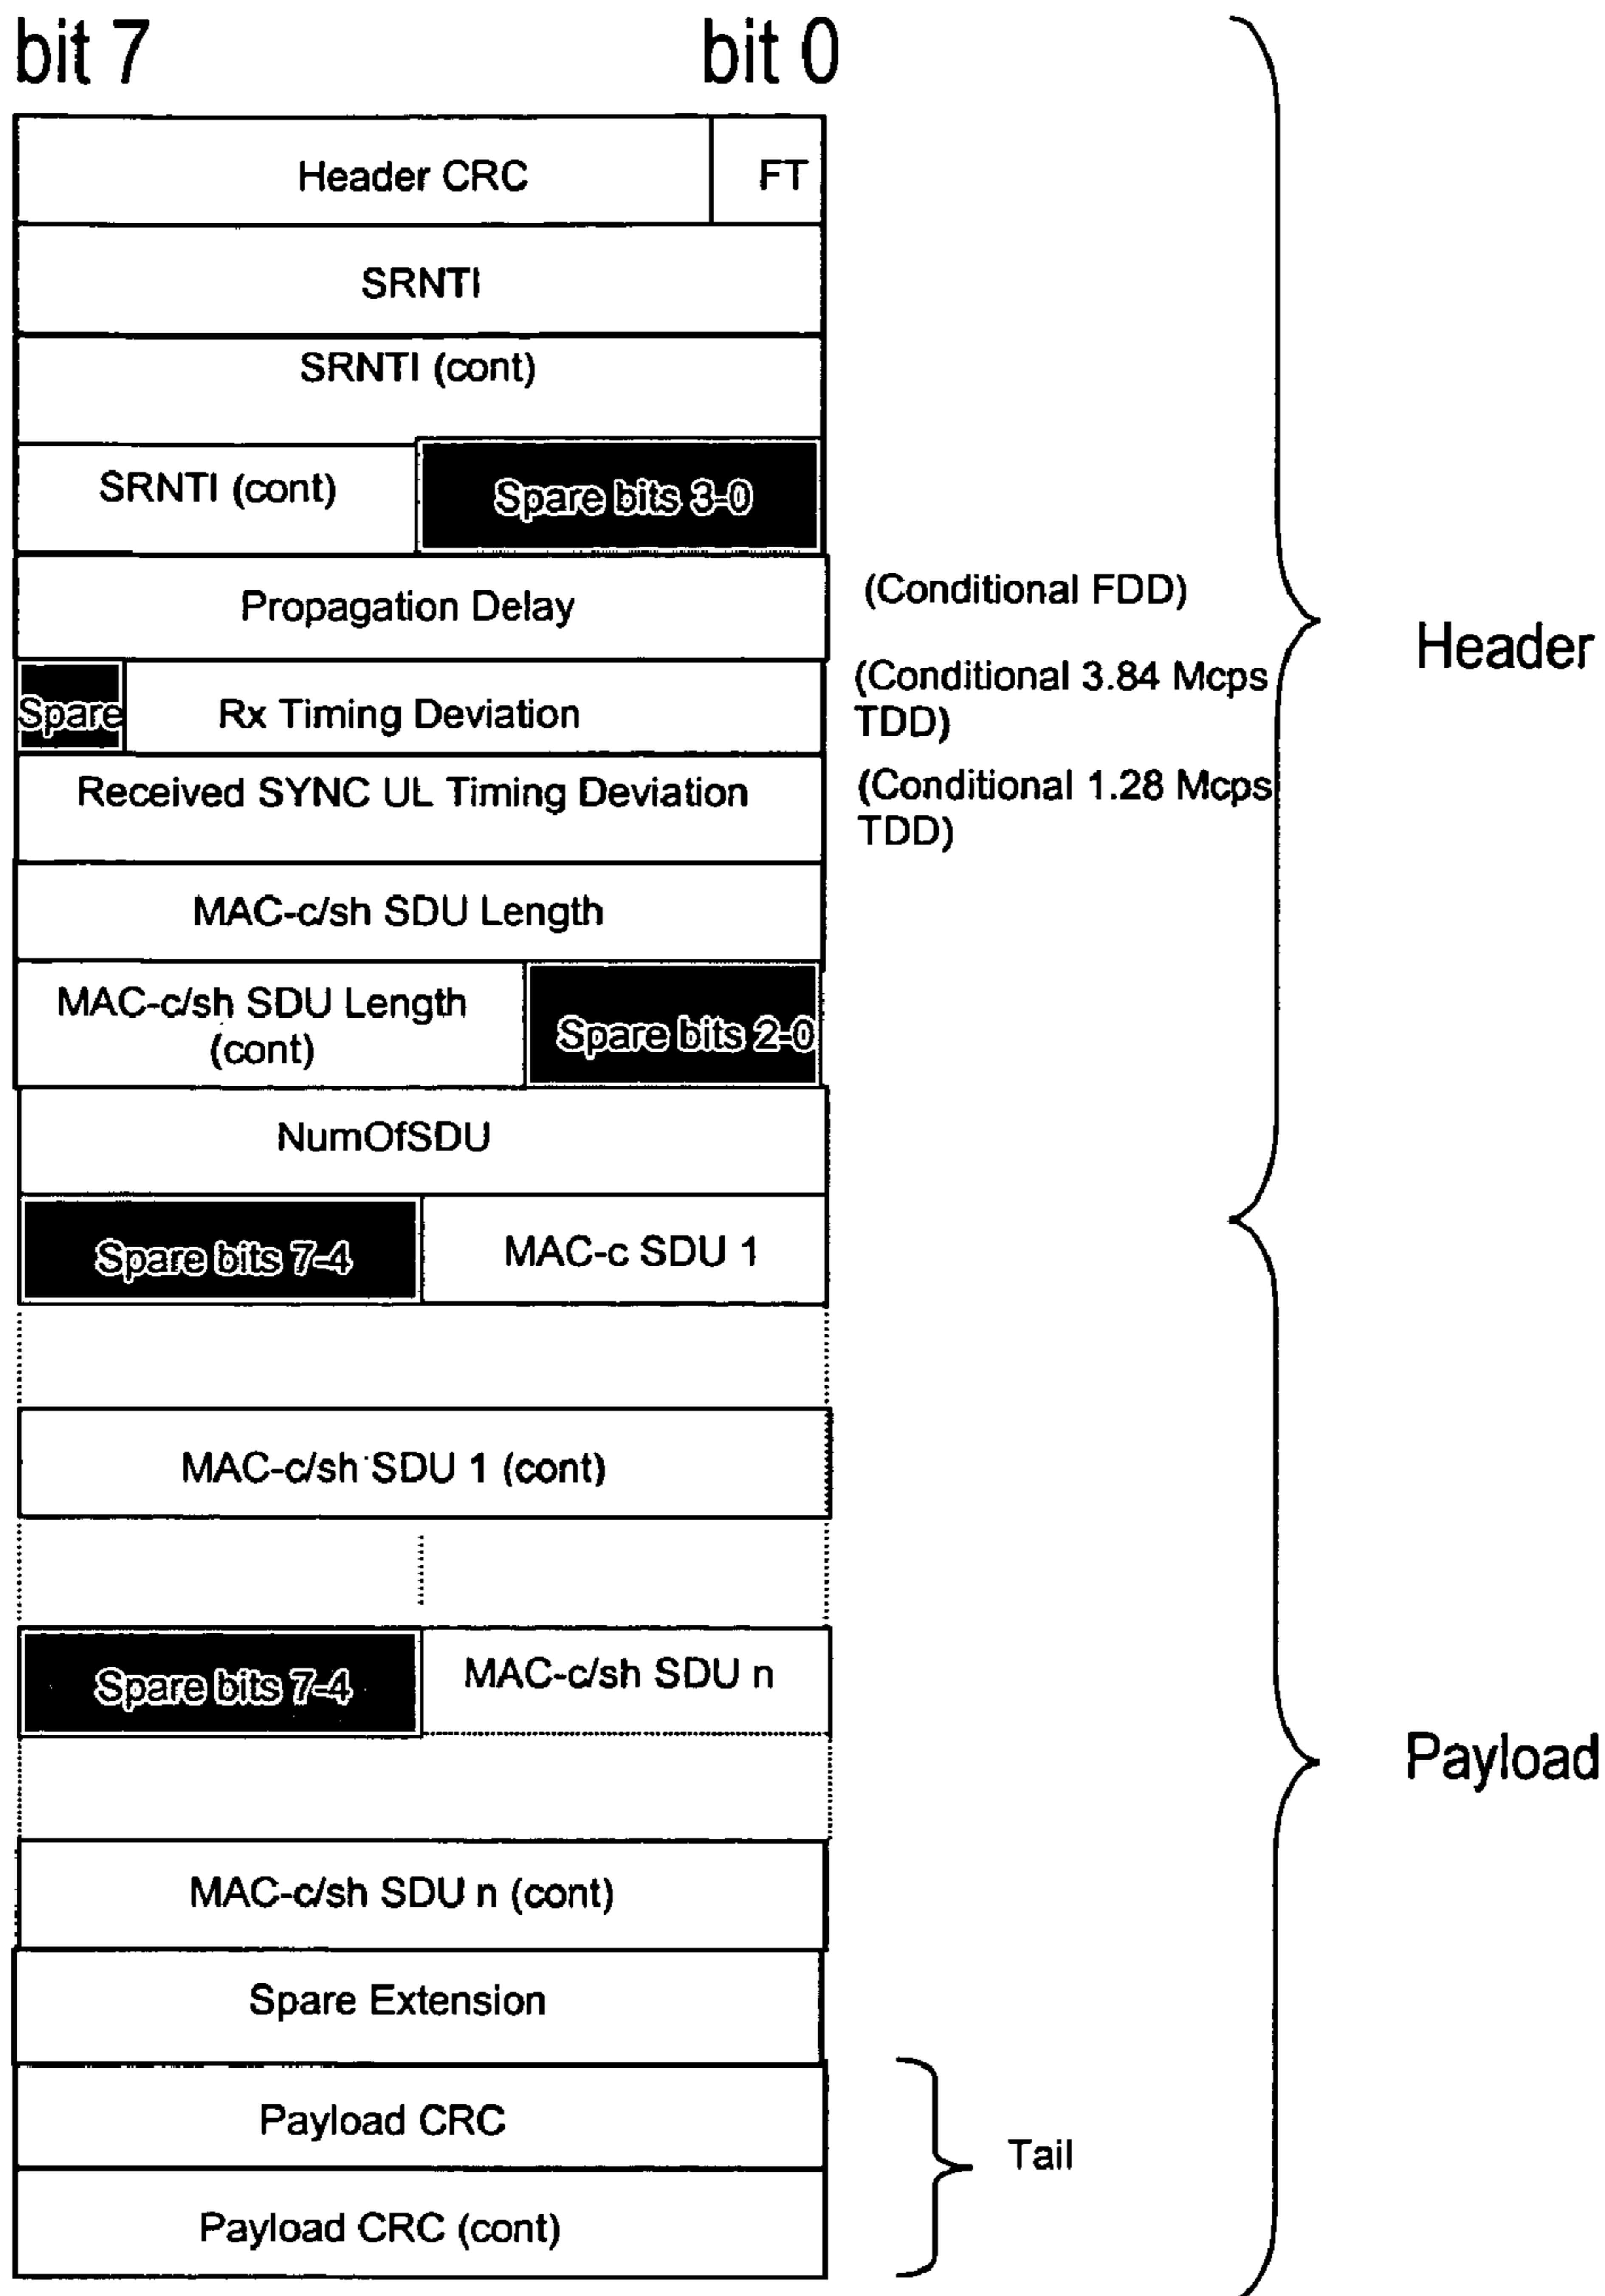 bit 7 bit 0
Header CRC FT
SRNTI
SRNTI (cont)
SRNTI (cont) Spare bits 3-0
Propagation Delay (Conditional FDD)
Header
Spare Rx Timing Deviation (Conditional 3.84 Mcps
TDD)
Received SYNC UL Timing Deviation (Conditional 1.28 Mcps
TDD)
MAC-c/sh SDU Length
MAC-c/sh SDU Length
(cont)
Spare bits 2-0
NumOfSDU
Spare bits 7-4 MAC-c SDU 1
MAC-c/sh SDU 1 (cont)
Spare bits 7-4 MAC-c/sh SDU n
Payload
MAC-c/sh SDU n (cont)
Spare Extension
Payload CRC
Tail
Payload CRC (cont)